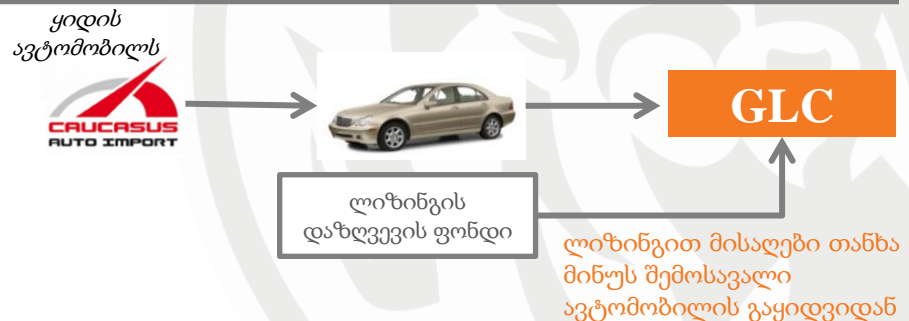 ყიდის
ავტომობილს
CAUCASUS
AUTO IMPORT
GLC
ლიზინგის
დაზღვევის ფონდი
ლიზინგით მისაღები თანხა
მინუს შემოსავალი
ავტომობილის გაყიდვიდან